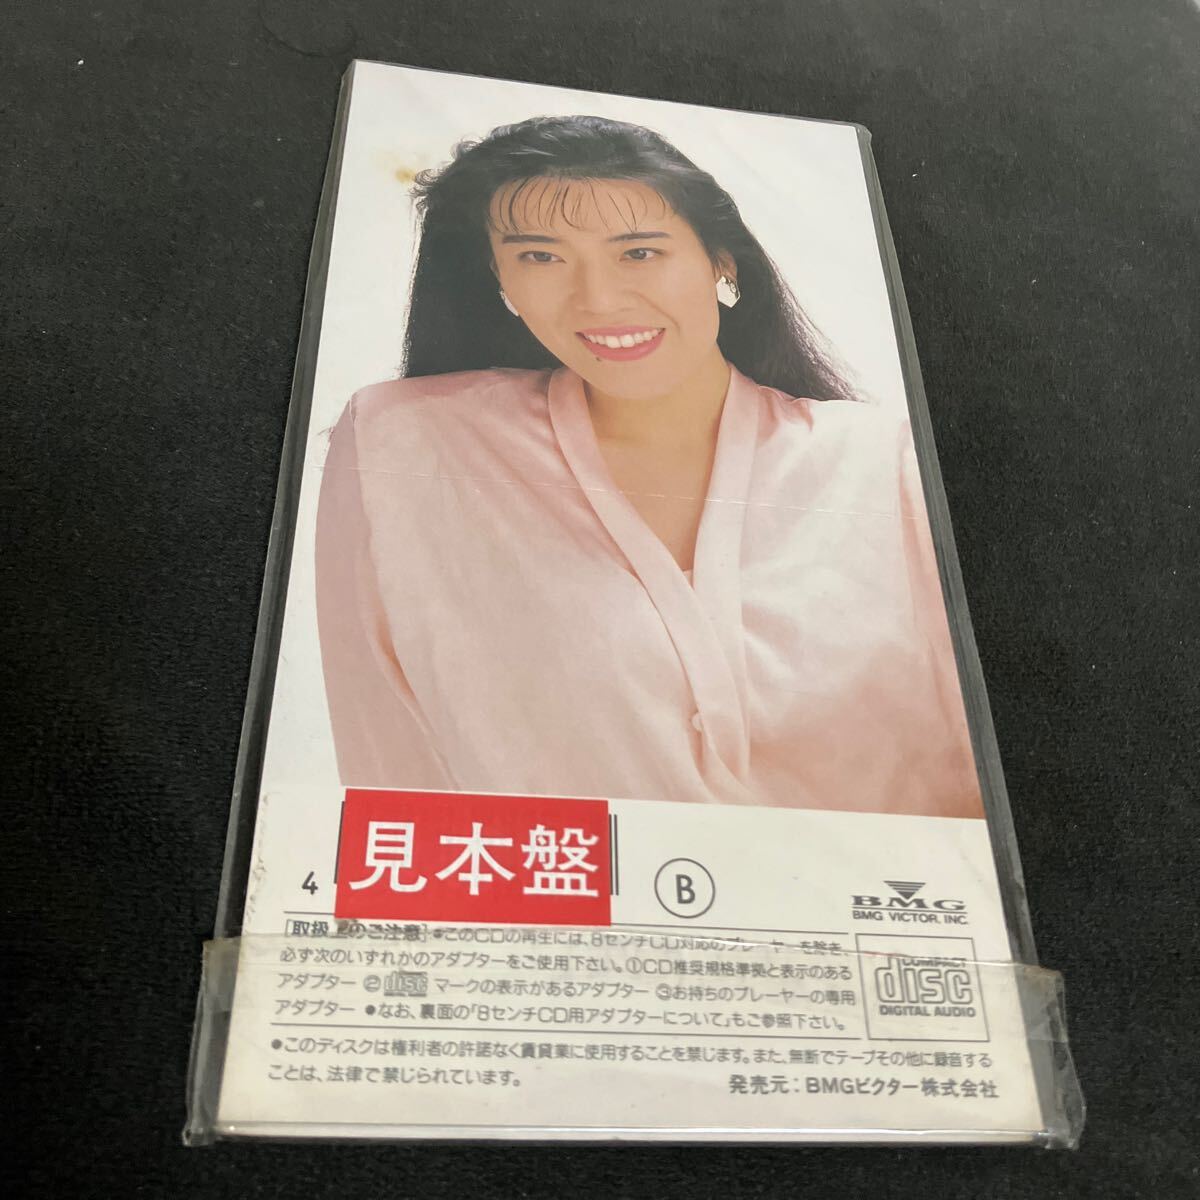 4
見本盤
B
BMG
BMG VICTOR, INC.
[取扱上のご注意]●このCDの再生には、8センチCD対応のプレーヤーを除き、
必ず次のいずれかのアダプターをご使用下さい。①CD推奨規格準拠と表示のある
アダプター ②disc マークの表示があるアダプター ③お持ちのプレーヤーの専用
アダプター ●なお、裏面の「8センチCD用アダプターについて」もご参照下さい。
COMPACT
disc
DIGITAL AUDIO
●このディスクは権利者の許諾なく賃貸業に使用することを禁じます。また、無断でテープその他に録音する
ことは、法律で禁じられています。
発売元：BMGビクター株式会社